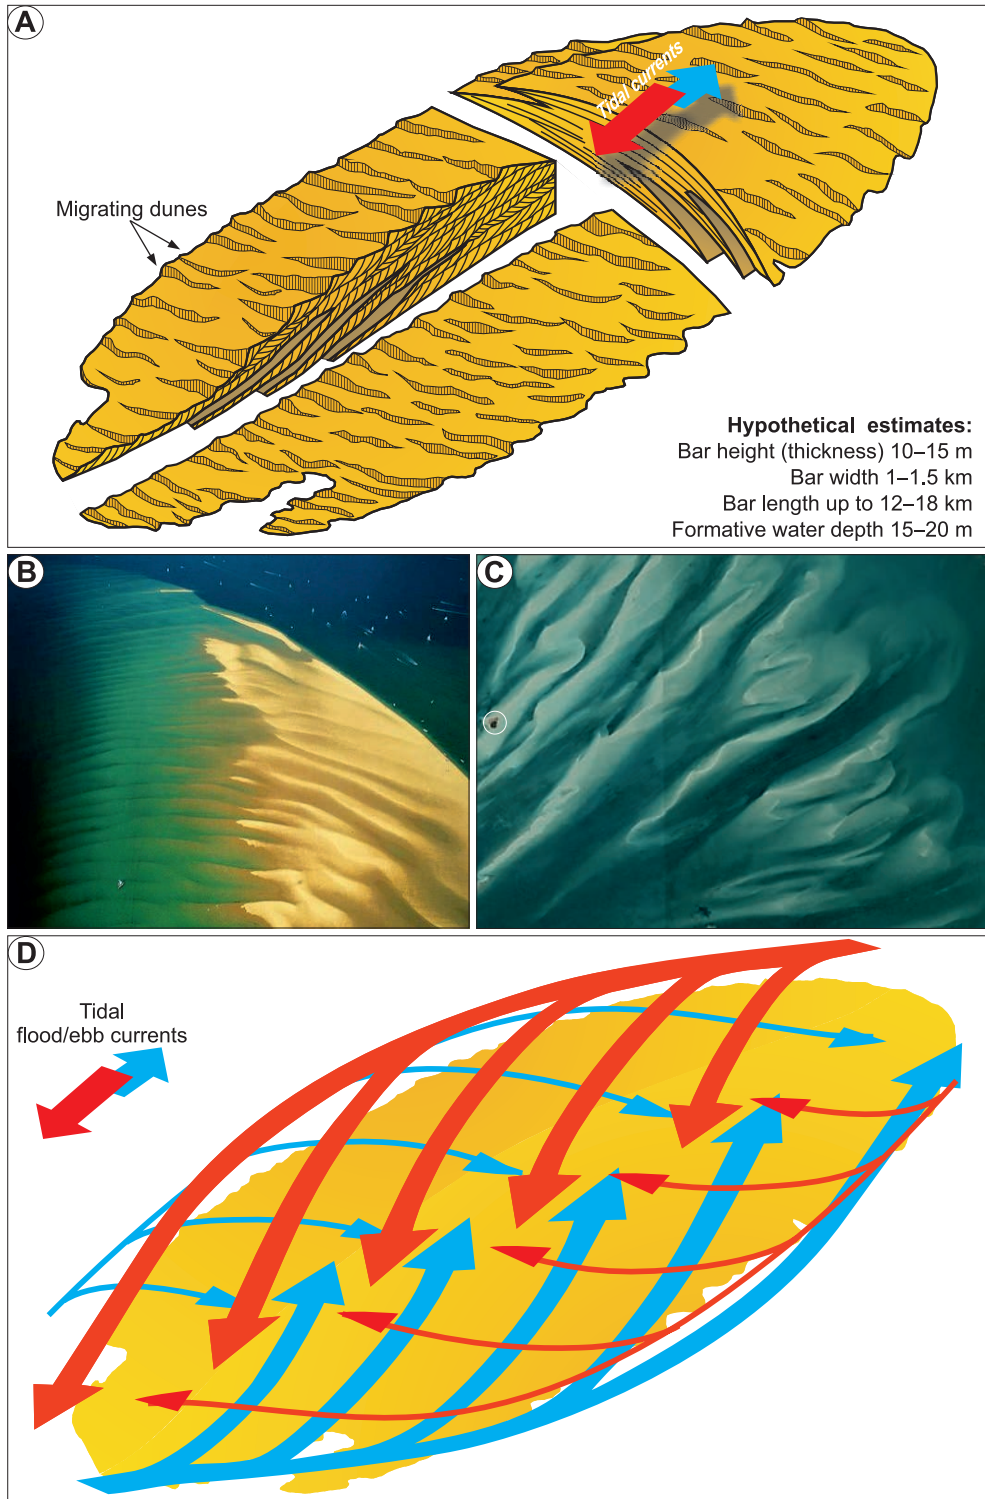 A
Tidal currents
Migrating dunes
Hypothetical estimates:
Bar height (thickness) 10–15 m
Bar width 1–1.5 km
Bar length up to 12–18 km
Formative water depth 15–20 m
B
C
D
Tidal
flood/ebb currents